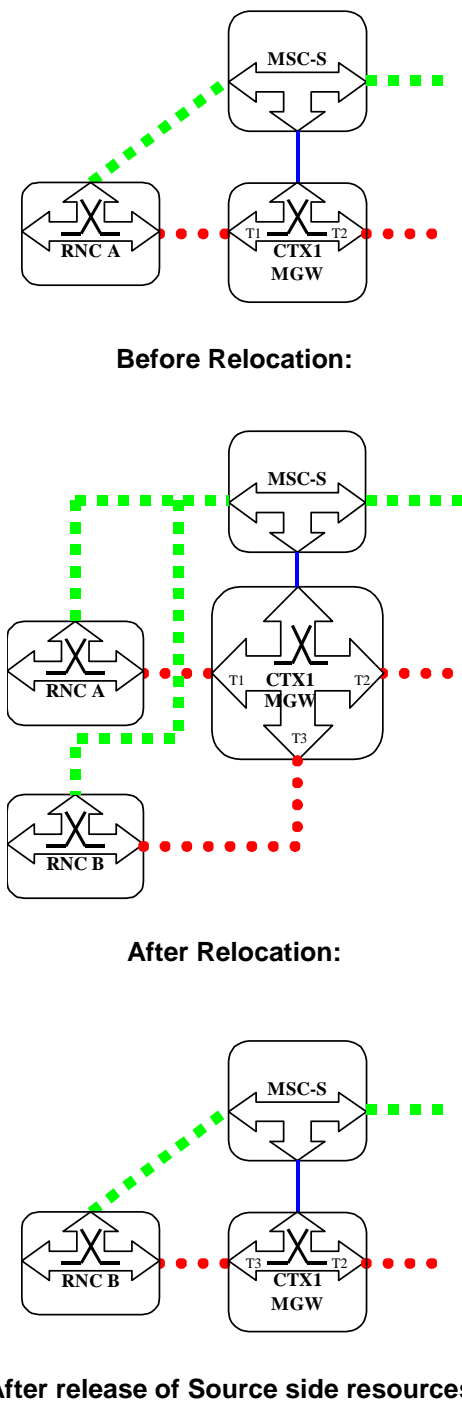 MSC-S
RNC A
T1
T2
CTX1
MGW
Before Relocation:
MSC-S
RNC A
T1
CTX1
T2
MGW
T3
RNC B
After Relocation:
MSC-S
RNC B
T3
T2
CTX1
MGW
After release of Source side resources